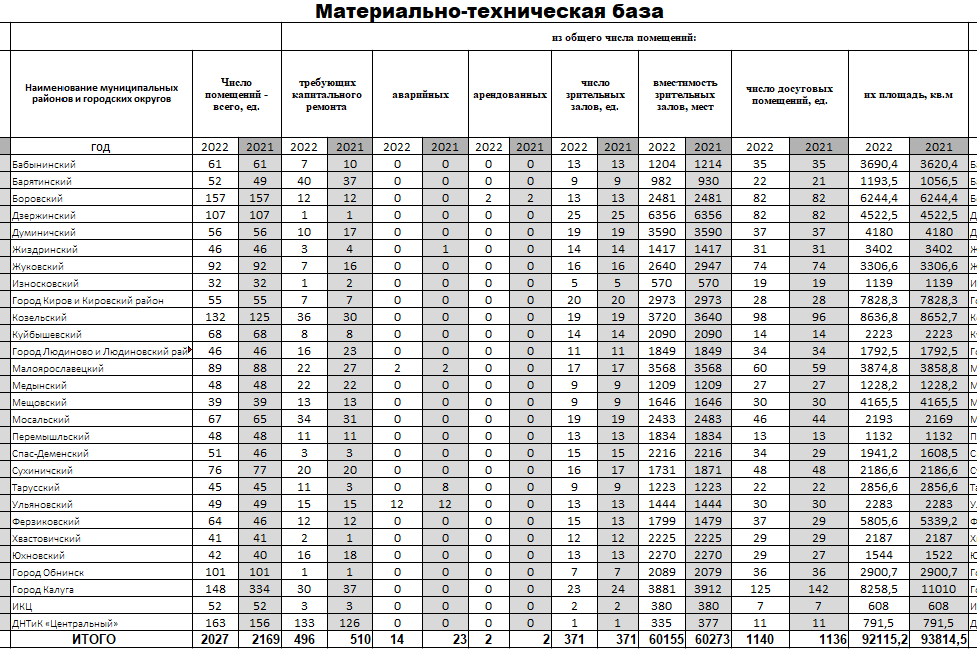 Материально-техническая база
из общего числа помещений:
Наименование муниципальных районов и городских округов Число помещений - всего, ед. требующих капитального ремонта аварийных арендованных число зрительных залов, ед. вместимость зрительных залов, мест число досуговых помещений, ед. их площадь, кв.м
год 2022 2021 2022 2021 2022 2021 2022 2021 2022 2021 2022 2021 2022 2021 2022 2021
Бабынинский 61 61 7 10 0 0 0 0 13 13 1204 1214 35 35 3690,4 3620,4
Барятинский 52 49 40 37 0 0 0 0 9 9 982 930 22 21 1193,5 1056,5
Боровский 157 157 12 12 0 0 2 2 13 13 2481 2481 82 82 6244,4 6244,4
Дзержинский 107 107 1 1 0 0 0 0 25 25 6356 6356 82 82 4522,5 4522,5
Думиничский 56 56 10 17 0 0 0 0 19 19 3590 3590 37 37 4180 4180
Жиздринский 46 46 3 4 0 1 0 0 14 14 1417 1417 31 31 3402 3402
Жуковский 92 92 7 16 0 0 0 0 16 16 2640 2947 74 74 3306,6 3306,6
Износковский 32 32 1 2 0 0 0 0 5 5 570 570 19 19 1139 1139
Город Киров и Кировский район 55 55 7 7 0 0 0 0 20 20 2973 2973 28 28 7828,3 7828,3
Козельский 132 125 36 30 0 0 0 0 19 19 3720 3640 98 96 8636,8 8652,7
Куйбышевский 68 68 8 8 0 0 0 0 14 14 2090 2090 14 14 2223 2223
Город Людиново и Людиновский рай 46 46 16 23 0 0 0 0 11 11 1849 1849 34 34 1792,5 1792,5
Малоярославецкий 89 88 22 27 2 2 0 0 17 17 3568 3568 60 59 3874,8 3858,8
Медынский 48 48 22 22 0 0 0 0 9 9 1209 1209 27 27 1228,2 1228,2
Мещовский 39 39 13 13 0 0 0 0 9 9 1646 1646 30 30 4165,5 4165,5
Мосальский 67 65 34 31 0 0 0 0 19 19 2433 2483 46 44 2193 2169
Перемышльский 48 48 11 11 0 0 0 0 13 13 1834 1834 13 13 1132 1132
Спас-Деменский 51 46 3 3 0 0 0 0 15 15 2216 2216 34 29 1941,2 1608,5
Сухиничский 76 77 20 20 0 0 0 0 16 17 1731 1871 48 48 2186,6 2186,6
Тарусский 45 45 11 3 0 8 0 0 9 9 1223 1223 22 22 2856,6 2856,6
Ульяновский 49 49 15 15 12 12 0 0 13 13 1444 1444 30 30 2283 2283
Ферзиковский 64 46 12 12 0 0 0 0 15 13 1799 1479 37 29 5805,6 5339,2
Хвастовичский 41 41 2 1 0 0 0 0 12 12 2225 2225 29 29 2187 2187
Юхновский 42 40 16 18 0 0 0 0 13 13 2270 2270 29 27 1544 1522
Город Обнинск 101 101 1 1 0 0 0 0 7 7 2089 2079 36 36 2900,7 2900,7
Город Калуга 148 334 30 37 0 0 0 0 23 24 3881 3912 125 142 8258,5 11010
ИКЦ 52 52 3 3 0 0 0 0 2 2 380 380 7 7 608 608
ДНТиК «Центральный» 163 156 133 126 0 0 0 0 1 1 335 377 11 11 791,5 791,5
ИТОГО 2027 2169 496 510 14 23 2 2 371 371 60155 60273 1140 1136 92115,2 93814,5